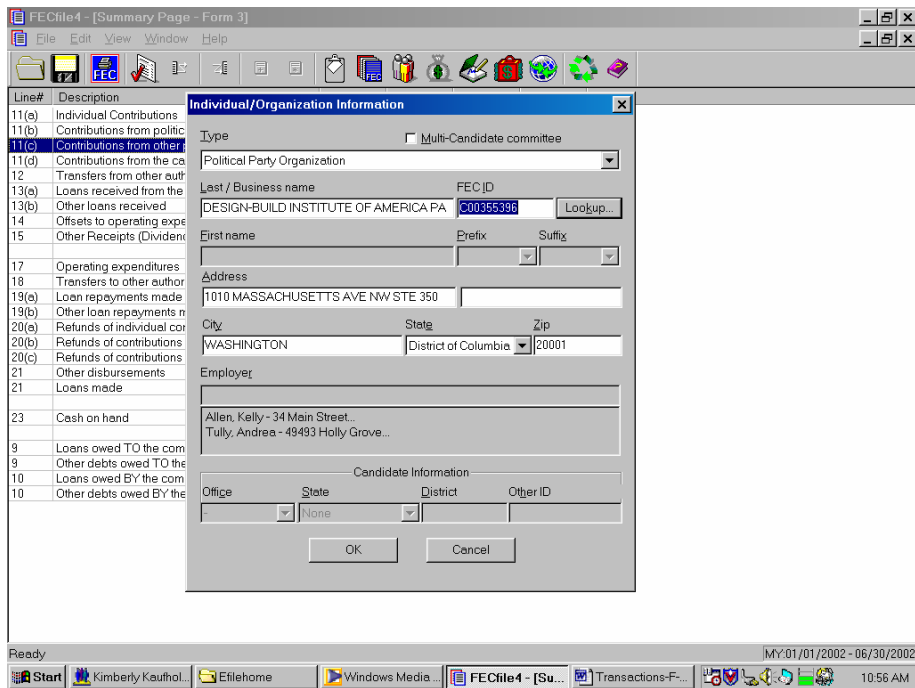 FECfile4 - [Summary Page - Form 3]
File Edit View Window Help
FEC
FEC
Line# Description
11(a) Individual Contributions
11(b) Contributions from politic
11(c) Contributions from other p
11(d) Contributions from the ca
12 Transfers from other auth
13(a) Loans received from the
13(b) Other loans received
14 Offsets to operating expe
15 Other Receipts (Dividend
17 Operating expenditures
18 Transfers to other author
19(a) Loan repayments made
19(b) Other loan repayments m
20(a) Refunds of individual con
20(b) Refunds of contributions
20(c) Refunds of contributions
21 Other disbursements
21 Loans made
23 Cash on hand
9 Loans owed TO the com
9 Other debts owed TO the
10 Loans owed BY the com
10 Other debts owed BY the
Individual/Organization Information
Type Multi-Candidate committee
Political Party Organization
Last / Business name FEC ID
DESIGN-BUILD INSTITUTE OF AMERICA PA C00355396 Lookup...
First name Prefix Suffix
Address
1010 MASSACHUSETTS AVE NW STE 350
City State Zip
WASHINGTON District of Columbia 20001
Employer
Allen, Kelly - 34 Main Street...
Tully, Andrea - 49493 Holly Grove...
Candidate Information
Office State District Other ID
- None
OK Cancel
Ready MY:01/01/2002 - 06/30/2002
Start Kimberly Kaufhol... Efilehome Windows Media ... FECfile4 - [Su... Transactions-F-... 10:56 AM